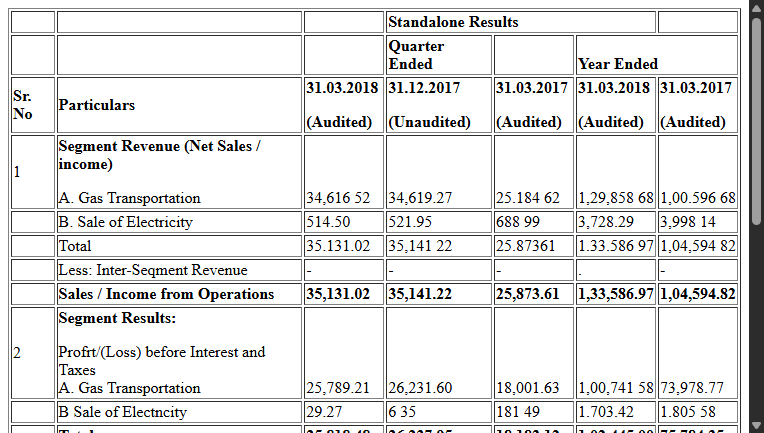 Standalone Results
Quarter Ended Year Ended
Sr. No Particulars 31.03.2018 (Audited) 31.12.2017 (Unaudited) 31.03.2017 (Audited) 31.03.2018 (Audited) 31.03.2017 (Audited)
1 Segment Revenue (Net Sales / income)
A. Gas Transportation 34,616 52 34,619.27 25.184 62 1,29,858 68 1,00.596 68
B. Sale of Electricity 514.50 521.95 688 99 3,728.29 3,998 14
Total 35.131.02 35,141 22 25.87361 1.33.586 97 1,04,594 82
Less: Inter-Seqment Revenue - - - . -
Sales / Income from Operations 35,131.02 35,141.22 25,873.61 1,33,586.97 1,04,594.82
2 Segment Results:
Profrt/(Loss) before Interest and Taxes
A. Gas Transportation 25,789.21 26,231.60 18,001.63 1,00,741 58 73,978.77
B Sale of Electncity 29.27 6 35 181 49 1.703.42 1.805 58